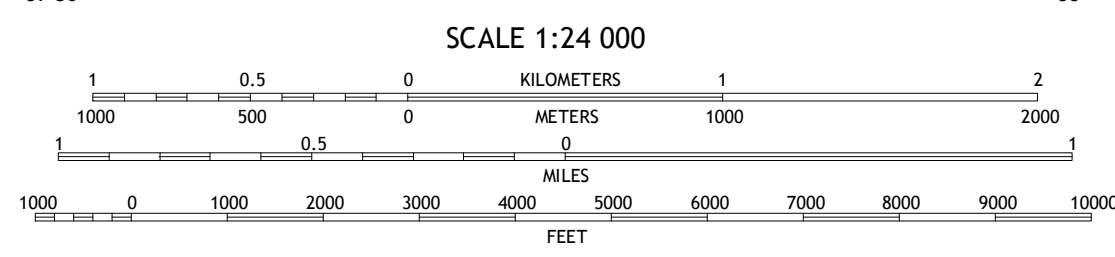 SCALE 1:24 000
1 0.5 0 KILOMETERS 1 2
1000 500 0 METERS 1000 2000
1 0.5 0 1
MILES
1000 0 1000 2000 3000 4000 5000 6000 7000 8000 9000 10000
FEET